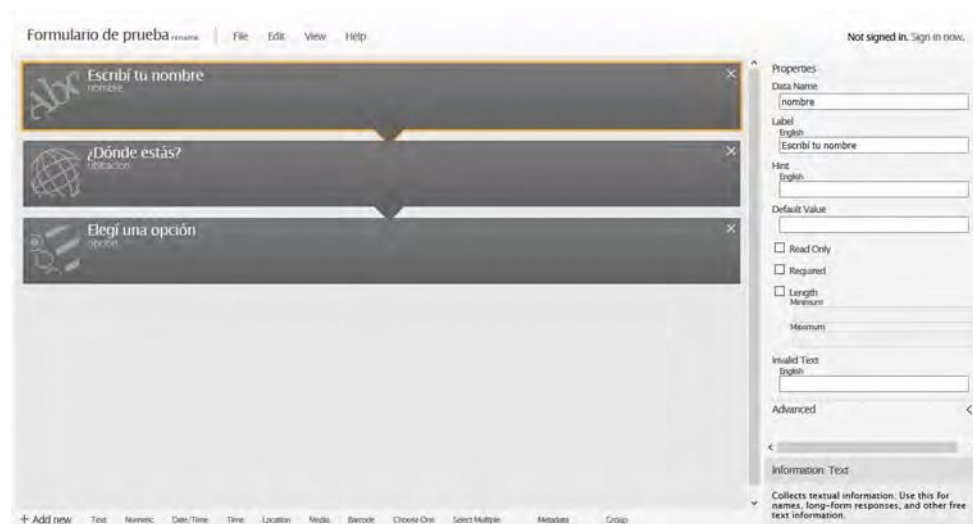 Formulario de prueba rename File Edit View Help Not signed in. Sign in now.
Abc
Escribí tu nombre
nombre
¿Dónde estás?
ubicacion
Elegí una opción
opcion
Properties
Data Name
nombre
Label
English
Escribí tu nombre
Hint
English
Default Value
Read Only
Required
Length
Minimum
Maximum
Invalid Text
English
Advanced
Information: Text
Collects textual information. Use this for
names, long-form responses, and other free
text information.
+ Add new Text Numeric Date/Time Time Location Media Barcode Choose One Select Multiple Metadata Group